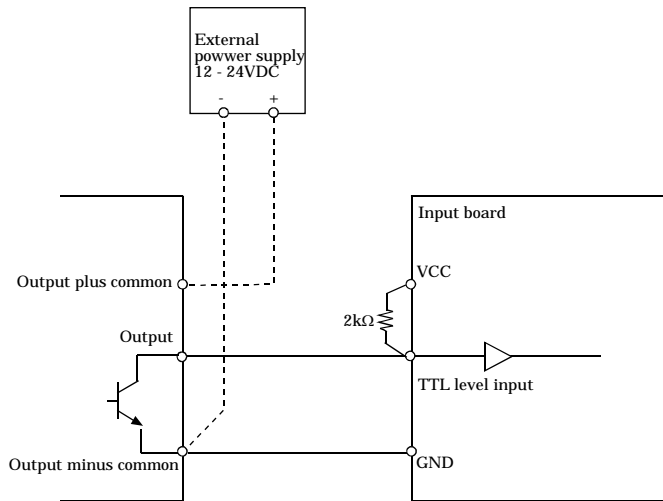 External
powwer supply
12 - 24VDC
- +
Input board
VCC
Output plus common
2kΩ
Output
TTL level input
Output minus common
GND